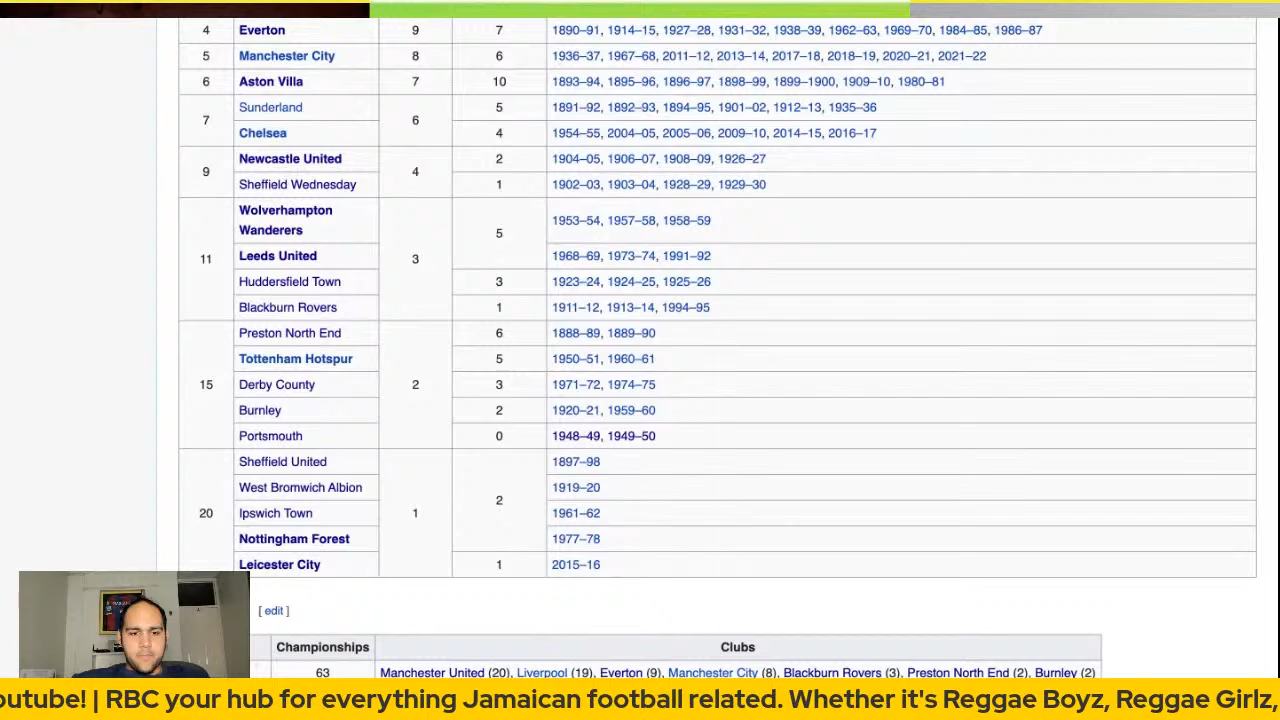 4 Everton 9 7 1890–91, 1914–15, 1927–28, 1931–32, 1938–39, 1962–63, 1969–70, 1984–85, 1986–87
5 Manchester City 8 6 1936–37, 1967–68, 2011–12, 2013–14, 2017–18, 2018–19, 2020–21, 2021–22
6 Aston Villa 7 10 1893–94, 1895–96, 1896–97, 1898–99, 1899–1900, 1909–10, 1980–81
7 Sunderland 6 5 1891–92, 1892–93, 1894–95, 1901–02, 1912–13, 1935–36
Chelsea 4 1954–55, 2004–05, 2005–06, 2009–10, 2014–15, 2016–17
9 Newcastle United 4 2 1904–05, 1906–07, 1908–09, 1926–27
Sheffield Wednesday 1 1902–03, 1903–04, 1928–29, 1929–30
11 Wolverhampton
Wanderers 3 5 1953–54, 1957–58, 1958–59
Leeds United 1968–69, 1973–74, 1991–92
Huddersfield Town 3 1923–24, 1924–25, 1925–26
Blackburn Rovers 1 1911–12, 1913–14, 1994–95
15 Preston North End 2 6 1888–89, 1889–90
Tottenham Hotspur 5 1950–51, 1960–61
Derby County 3 1971–72, 1974–75
Burnley 2 1920–21, 1959–60
Portsmouth 0 1948–49, 1949–50
20 Sheffield United 1 2 1897–98
West Bromwich Albion 1919–20
Ipswich Town 1961–62
Nottingham Forest 1977–78
Leicester City 1 2015–16
[ edit ]
Championships Clubs
63 Manchester United (20), Liverpool (19), Everton (9), Manchester City (8), Blackburn Rovers (3), Preston North End (2), Burnley (2)
outube! | RBC your hub for everything Jamaican football related. Whether it's Reggae Boyz, Reggae Girlz,